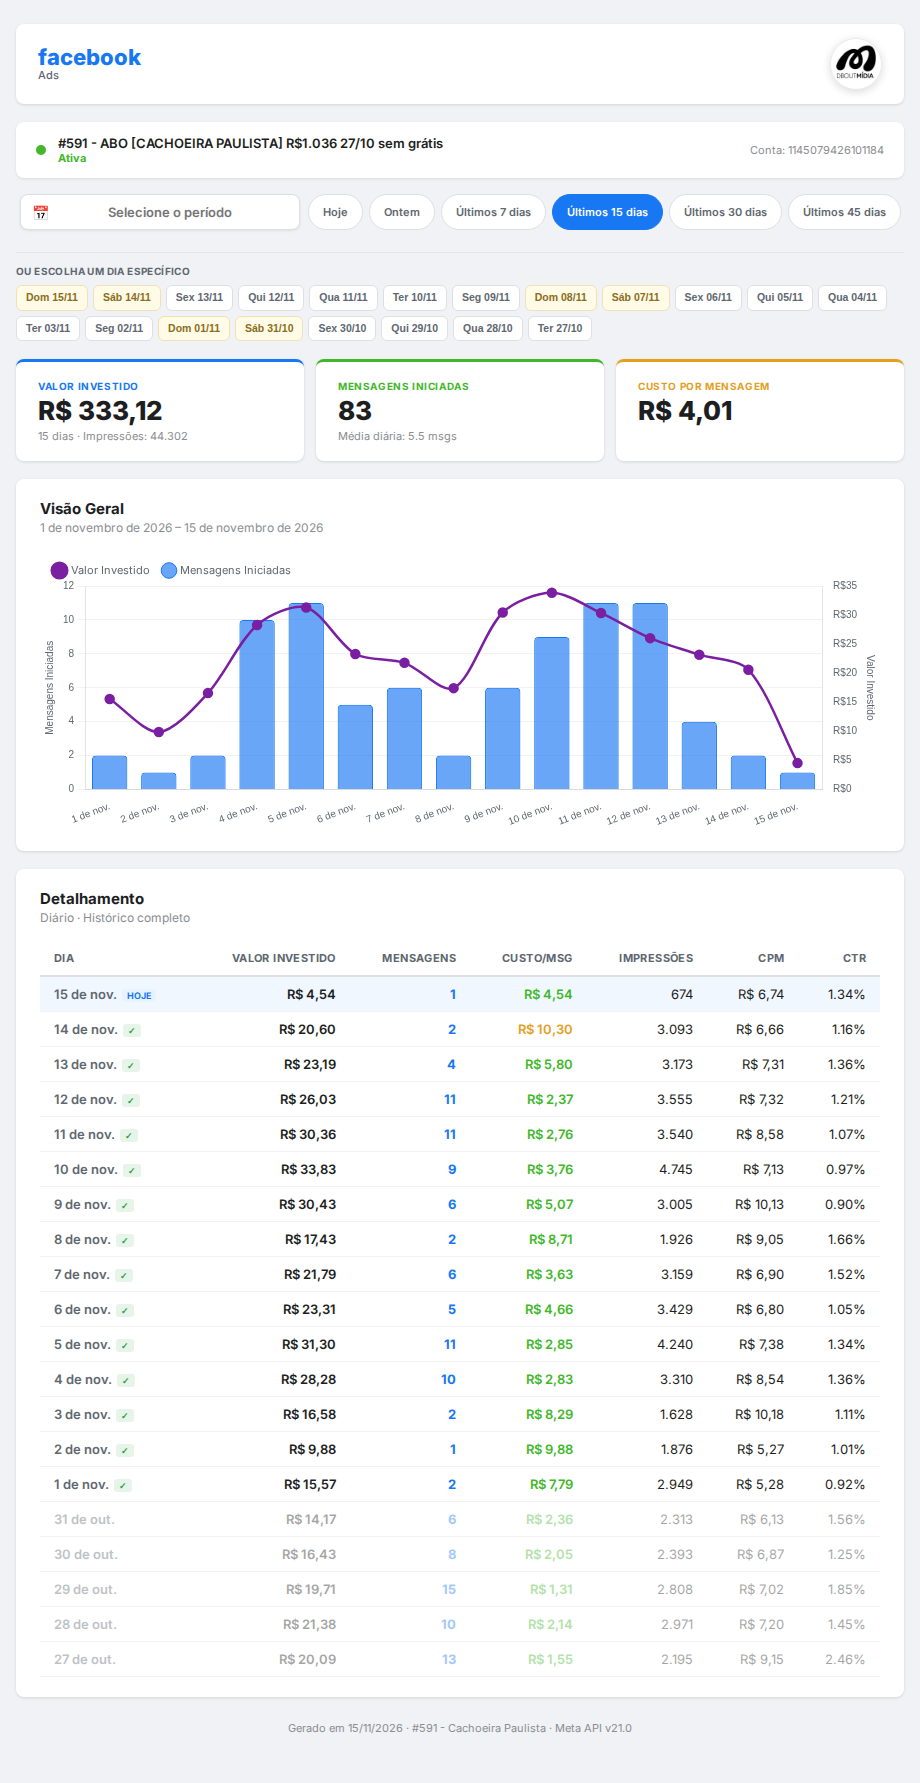 facebook
Ads
DBOUTMÍDIA
#591 - ABO [CACHOEIRA PAULISTA] R$1.036 27/10 sem grátis
Ativa
Conta: 1145079426101184
Selecione o período
Hoje
Ontem
Últimos 7 dias
Últimos 15 dias
Últimos 30 dias
Últimos 45 dias
OU ESCOLHA UM DIA ESPECÍFICO
Dom 15/11 Sáb 14/11 Sex 13/11 Qui 12/11 Qua 11/11 Ter 10/11 Seg 09/11 Dom 08/11 Sáb 07/11 Sex 06/11 Qui 05/11 Qua 04/11
Ter 03/11 Seg 02/11 Dom 01/11 Sáb 31/10 Sex 30/10 Qui 29/10 Qua 28/10 Ter 27/10
VALOR INVESTIDO
R$ 333,12
15 dias · Impressões: 44.302
MENSAGENS INICIADAS
83
Média diária: 5.5 msgs
CUSTO POR MENSAGEM
R$ 4,01
Visão Geral
1 de novembro de 2026 – 15 de novembro de 2026
Valor Investido Mensagens Iniciadas
Mensagens Iniciadas
12
10
8
6
4
2
0
R$35
R$30
R$25
R$20
R$15
R$10
R$5
R$0
Valor Investido
1 de nov. 2 de nov. 3 de nov. 4 de nov. 5 de nov. 6 de nov. 7 de nov. 8 de nov. 9 de nov. 10 de nov. 11 de nov. 12 de nov. 13 de nov. 14 de nov. 15 de nov.
Detalhamento
Diário · Histórico completo
DIA VALOR INVESTIDO MENSAGENS CUSTO/MSG IMPRESSÕES CPM CTR
15 de nov. HOJE R$ 4,54 1 R$ 4,54 674 R$ 6,74 1.34%
14 de nov. ✓ R$ 20,60 2 R$ 10,30 3.093 R$ 6,66 1.16%
13 de nov. ✓ R$ 23,19 4 R$ 5,80 3.173 R$ 7,31 1.36%
12 de nov. ✓ R$ 26,03 11 R$ 2,37 3.555 R$ 7,32 1.21%
11 de nov. ✓ R$ 30,36 11 R$ 2,76 3.540 R$ 8,58 1.07%
10 de nov. ✓ R$ 33,83 9 R$ 3,76 4.745 R$ 7,13 0.97%
9 de nov. ✓ R$ 30,43 6 R$ 5,07 3.005 R$ 10,13 0.90%
8 de nov. ✓ R$ 17,43 2 R$ 8,71 1.926 R$ 9,05 1.66%
7 de nov. ✓ R$ 21,79 6 R$ 3,63 3.159 R$ 6,90 1.52%
6 de nov. ✓ R$ 23,31 5 R$ 4,66 3.429 R$ 6,80 1.05%
5 de nov. ✓ R$ 31,30 11 R$ 2,85 4.240 R$ 7,38 1.34%
4 de nov. ✓ R$ 28,28 10 R$ 2,83 3.310 R$ 8,54 1.36%
3 de nov. ✓ R$ 16,58 2 R$ 8,29 1.628 R$ 10,18 1.11%
2 de nov. ✓ R$ 9,88 1 R$ 9,88 1.876 R$ 5,27 1.01%
1 de nov. ✓ R$ 15,57 2 R$ 7,79 2.949 R$ 5,28 0.92%
31 de out. R$ 14,17 6 R$ 2,36 2.313 R$ 6,13 1.56%
30 de out. R$ 16,43 8 R$ 2,05 2.393 R$ 6,87 1.25%
29 de out. R$ 19,71 15 R$ 1,31 2.808 R$ 7,02 1.85%
28 de out. R$ 21,38 10 R$ 2,14 2.971 R$ 7,20 1.45%
27 de out. R$ 20,09 13 R$ 1,55 2.195 R$ 9,15 2.46%
Gerado em 15/11/2026 · #591 - Cachoeira Paulista · Meta API v21.0